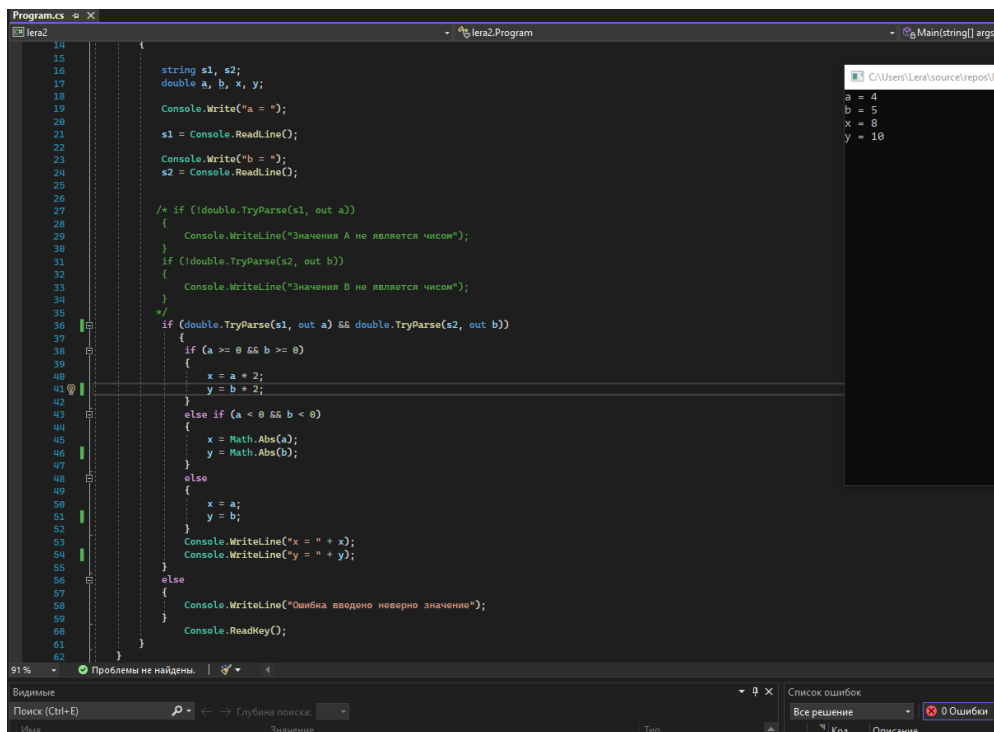 Program.cs
lera2
lera2.Program
Main(string[] args
14 {
15
16 string s1, s2;
17 double a, b, x, y;
18
19 Console.Write("a = ");
20
21 s1 = Console.ReadLine();
22
23 Console.Write("b = ");
24 s2 = Console.ReadLine();
25
26
27 /* if (!double.TryParse(s1, out a))
28 {
29 Console.WriteLine("Значения А не является чисом");
30 }
31 if (!double.TryParse(s2, out b))
32 {
33 Console.WriteLine("Значения В не является чисом");
34 }
35 */
36 if (double.TryParse(s1, out a) && double.TryParse(s2, out b))
37 {
38 if (a >= 0 && b >= 0)
39 {
40 x = a * 2;
41 y = b * 2;
42 }
43 else if (a < 0 && b < 0)
44 {
45 x = Math.Abs(a);
46 y = Math.Abs(b);
47 }
48 else
49 {
50 x = a;
51 y = b;
52 }
53 Console.WriteLine("x = " + x);
54 Console.WriteLine("y = " + y);
55 }
56 else
57 {
58 Console.WriteLine("Ошибка введено неверно значение");
59 }
60 Console.ReadKey();
61 }
62 }
C:\Users\Lera\source\repos\
a = 4
b = 5
x = 8
y = 10
91 %
Проблемы не найдены.
Видимые
Поиск (Ctrl+E)
Глубина поиска:
Имя
Значение
Тип
Список ошибок
Все решение
0 Ошибки
Код
Описание